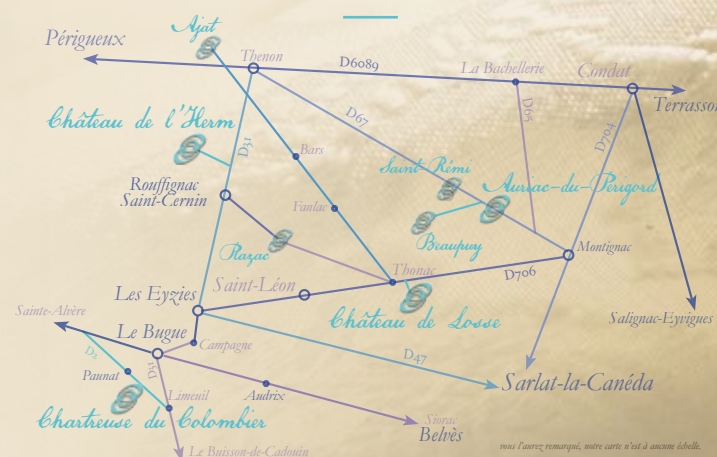 Ajat
Périgueux
Thenon
D6089
La Bachellerie
Condat
Terrasson
Château de l'Herm
D31
D67
D65
D704
Bars
Saint-Rémi
Auriac-du-Périgord
Rouffignac
Saint-Cernin
Fanlac
Plazac
Beaupuy
Montignac
Thonac
D706
Saint-Léon
Les Eyzies
Château de Losse
Salignac-Eyvigues
Sainte-Alvère
Le Bugue
Campagne
D2
D31
D47
Paunat
Limeuil
Audrix
Sarlat-la-Canéda
Chartreuse du Colombier
Siorac
Belvès
Le Buisson-de-Cadouin
vous l'aurez remarqué, notre carte n'est à aucune échelle.